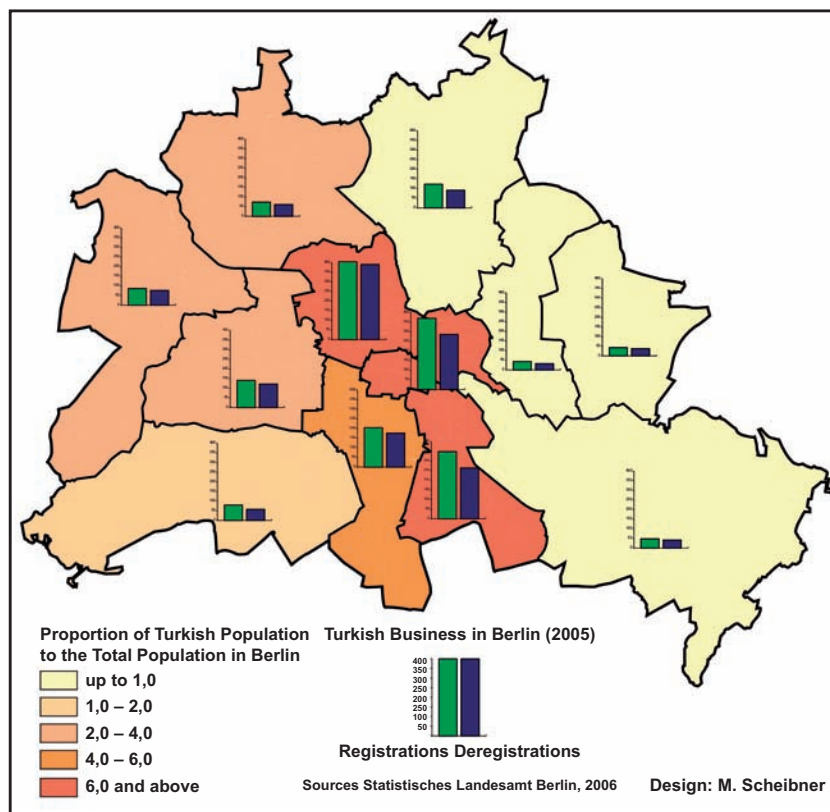 Proportion of Turkish Population
to the Total Population in Berlin
up to 1,0
1,0 – 2,0
2,0 – 4,0
4,0 – 6,0
6,0 and above
Turkish Business in Berlin (2005)
400
350
300
250
200
150
100
50
Registrations Deregistrations
Sources Statistisches Landesamt Berlin, 2006
Design: M. Scheibner